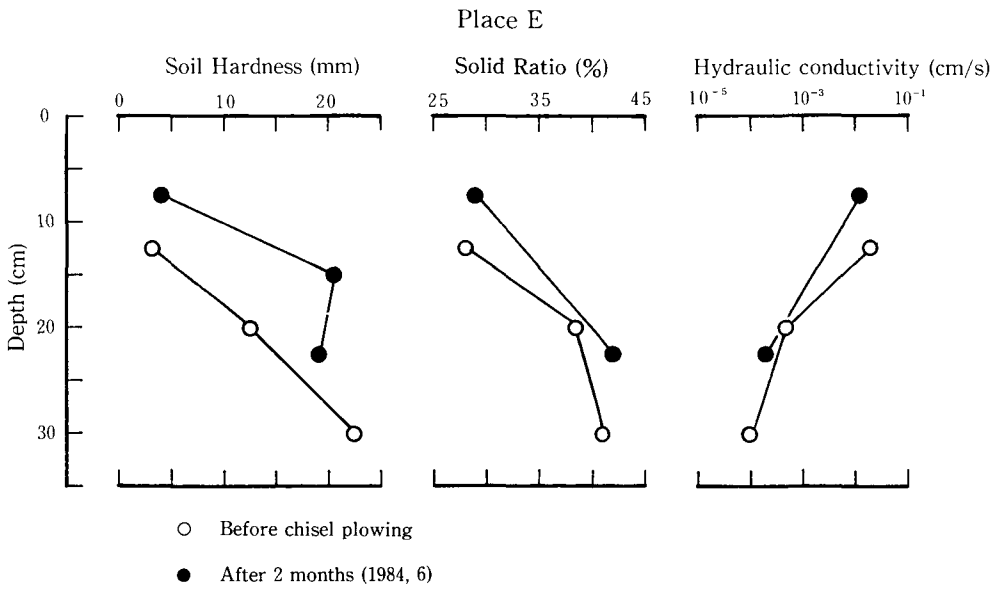 Place E
Soil Hardness (mm)
Solid Ratio (%)
Hydraulic conductivity (cm/s)
0 10 20
25 35 45
10⁻⁵ 10⁻³ 10⁻¹
Depth (cm)
0
10
20
30
Before chisel plowing
After 2 months (1984, 6)